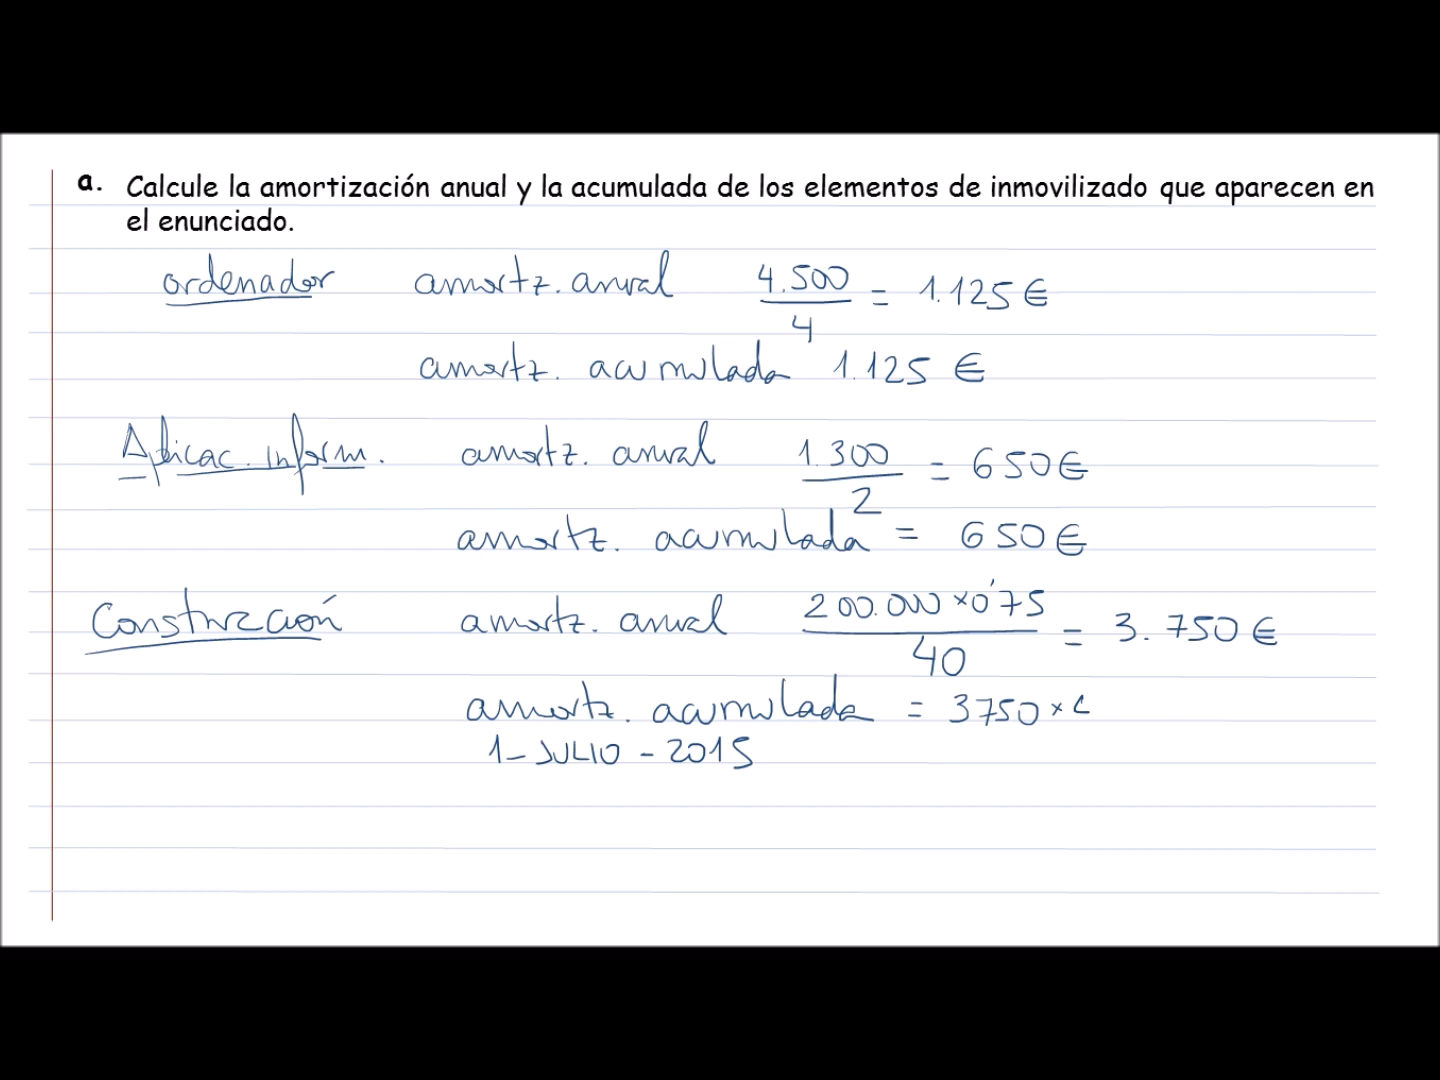 a. Calcule la amortización anual y la acumulada de los elementos de inmovilizado que aparecen en
el enunciado.
ordenador amortz. anual 4.500 / 4 = 1.125 €
amortz. acumulada 1.125 €
Aplicac. inform. amortz. anual 1.300 / 2 = 650 €
amortz. acumulada = 650 €
Construcción amortz. anual 200.000 × 0'75 / 40 = 3.750 €
amortz. acumulada = 3750 ×
1 - JULIO - 2015